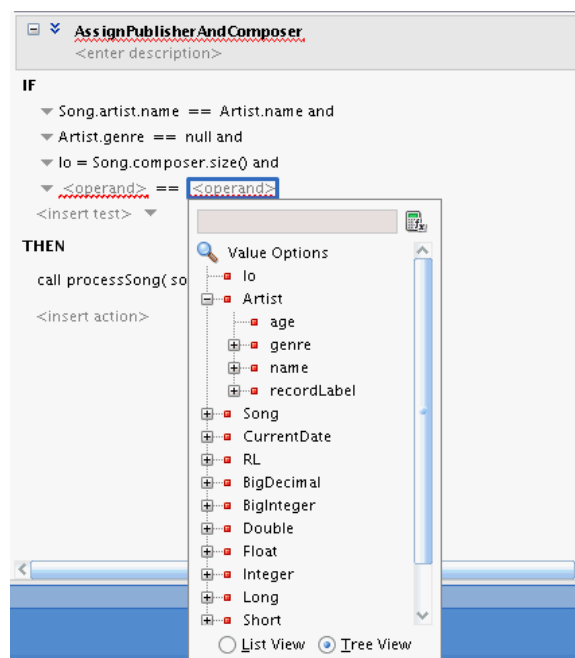 AssignPublisherAndComposer
<enter description>
IF
Song.artist.name == Artist.name and
Artist.genre == null and
lo = Song.composer.size() and
<operand> == <operand>
<insert test>
Value Options
lo
Artist
age
genre
name
recordLabel
Song
CurrentDate
RL
BigDecimal
BigInteger
Double
Float
Integer
Long
Short
List View Tree View
THEN
call processSong( so
<insert action>